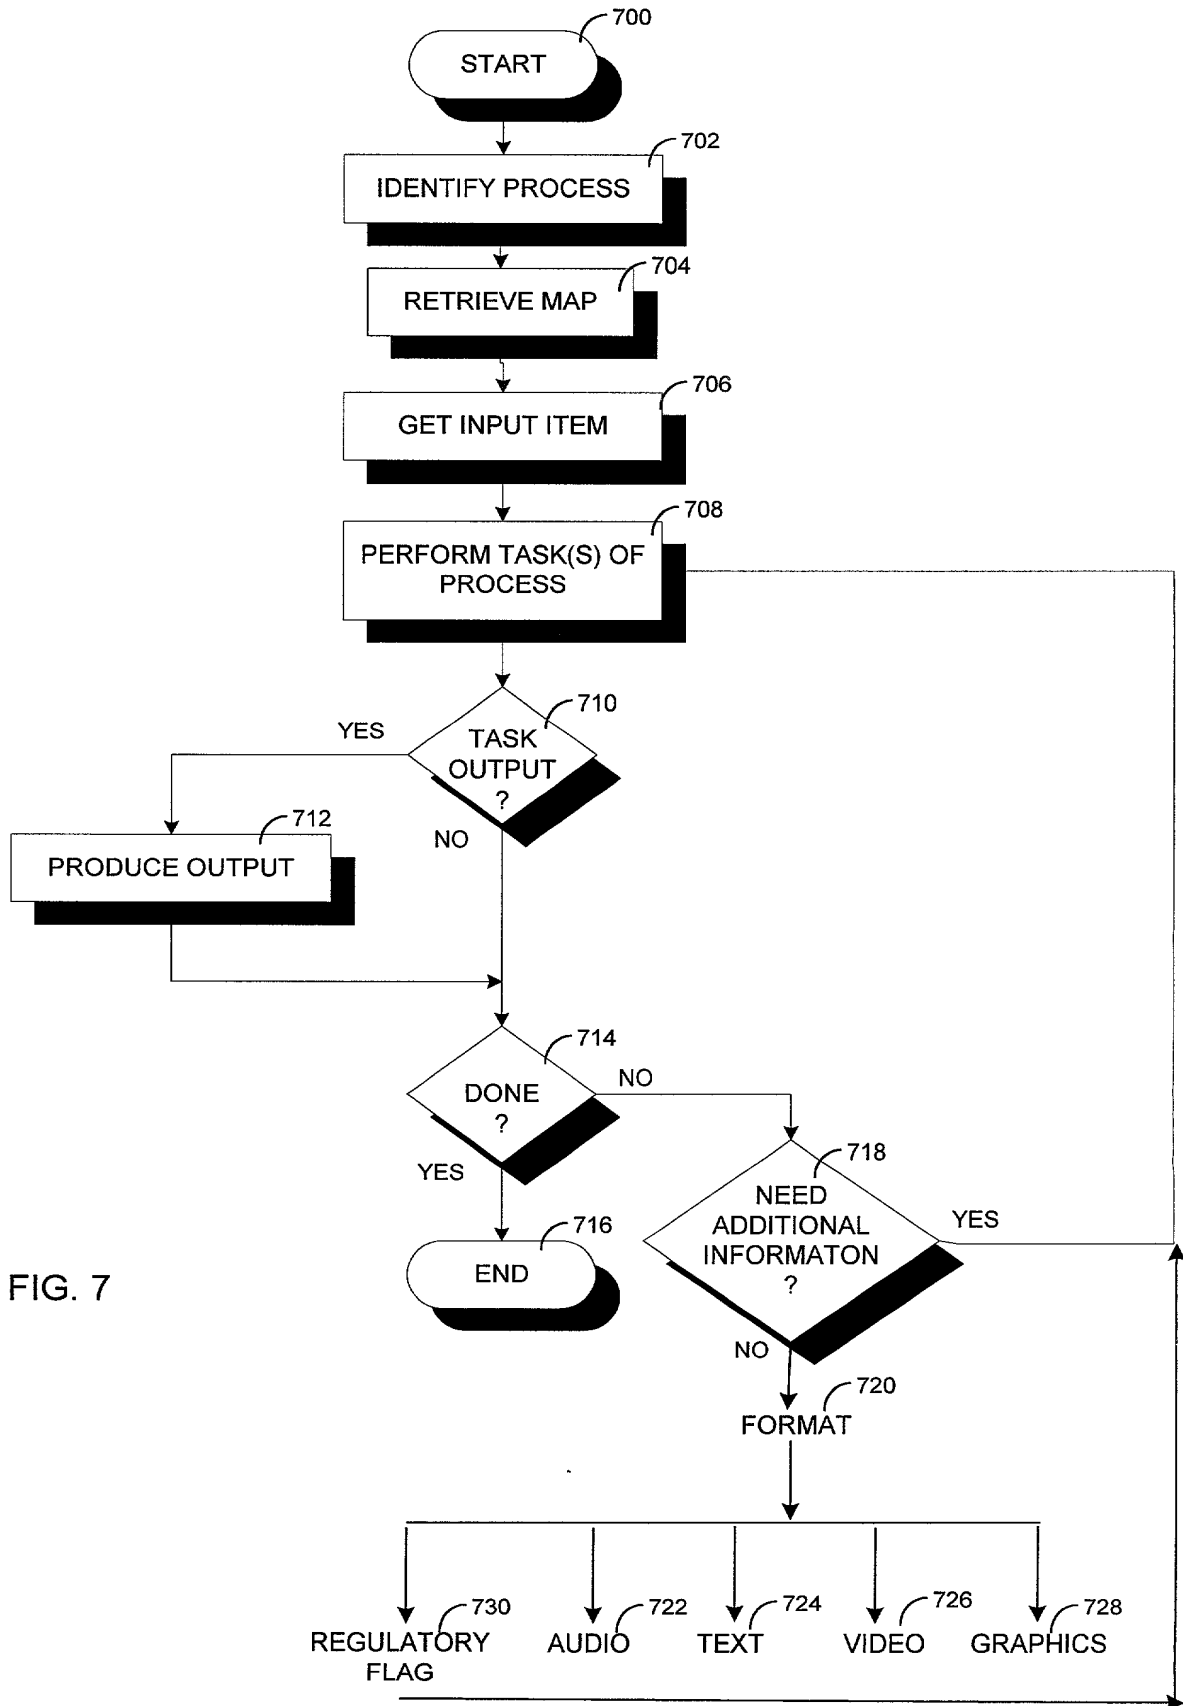 700
START
702
IDENTIFY PROCESS
704
RETRIEVE MAP
706
GET INPUT ITEM
708
PERFORM TASK(S) OF
PROCESS
710
YES
TASK
OUTPUT
?
NO
712
PRODUCE OUTPUT
714
DONE
?
NO
YES
716
END
718
NEED
ADDITIONAL
INFORMATON
?
YES
NO
FIG. 7
720
FORMAT
730
REGULATORY
FLAG
722
AUDIO
724
TEXT
726
VIDEO
728
GRAPHICS